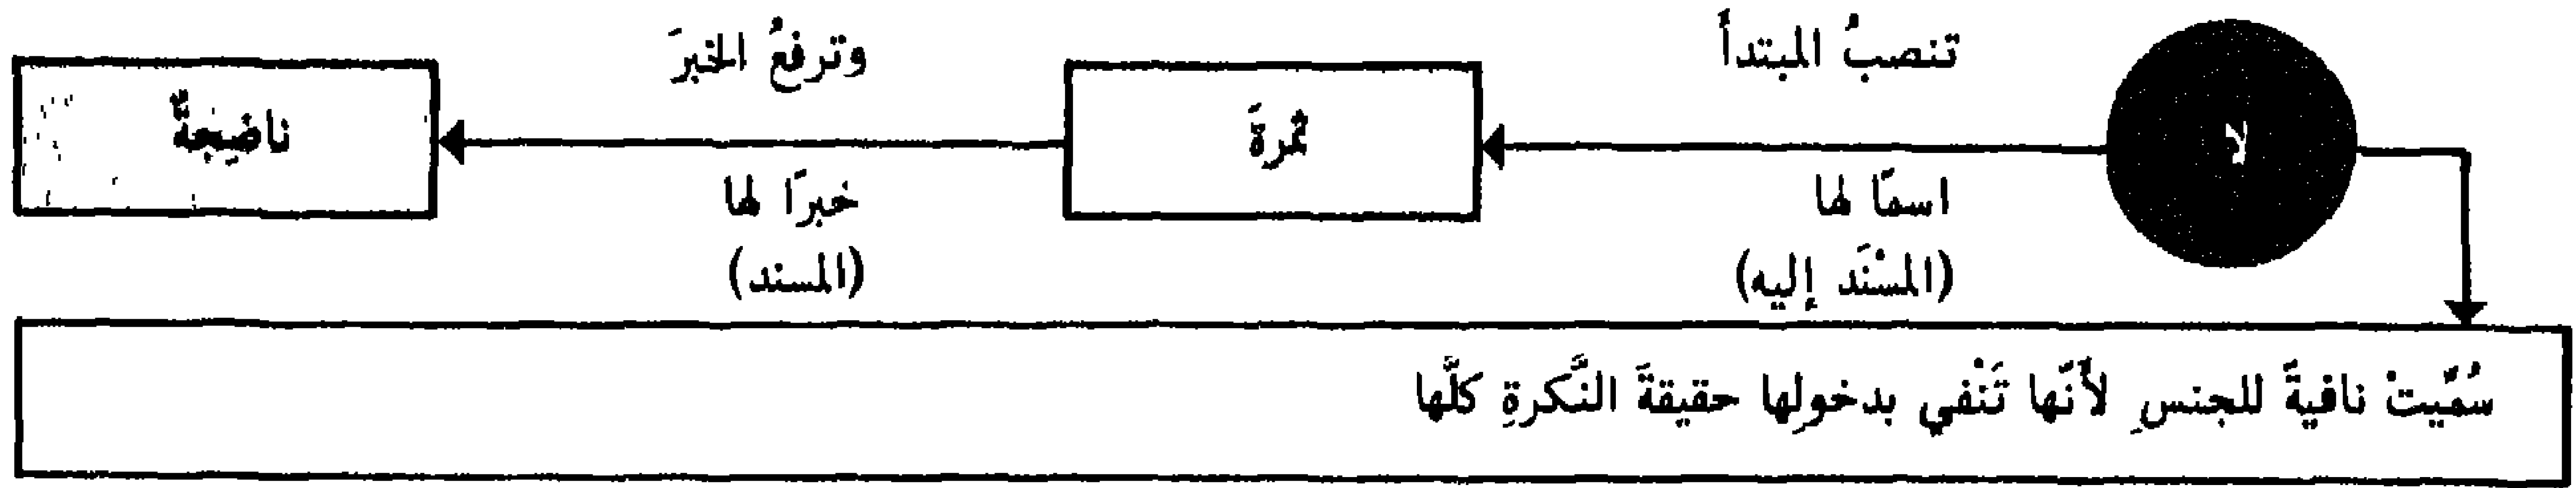 لا
تنصبُ المبتدأ
اسمًا لها
(المسْنَد إليه)
ثمرةَ
وترفعُ الخبرَ
خبرًا لها
(المسند)
ناضجةٌ
سُمّيتْ نافيةً للجنسِ لأنّها تَنْفي بدخولِها حقيقةَ النَّكرةِ كلَّها